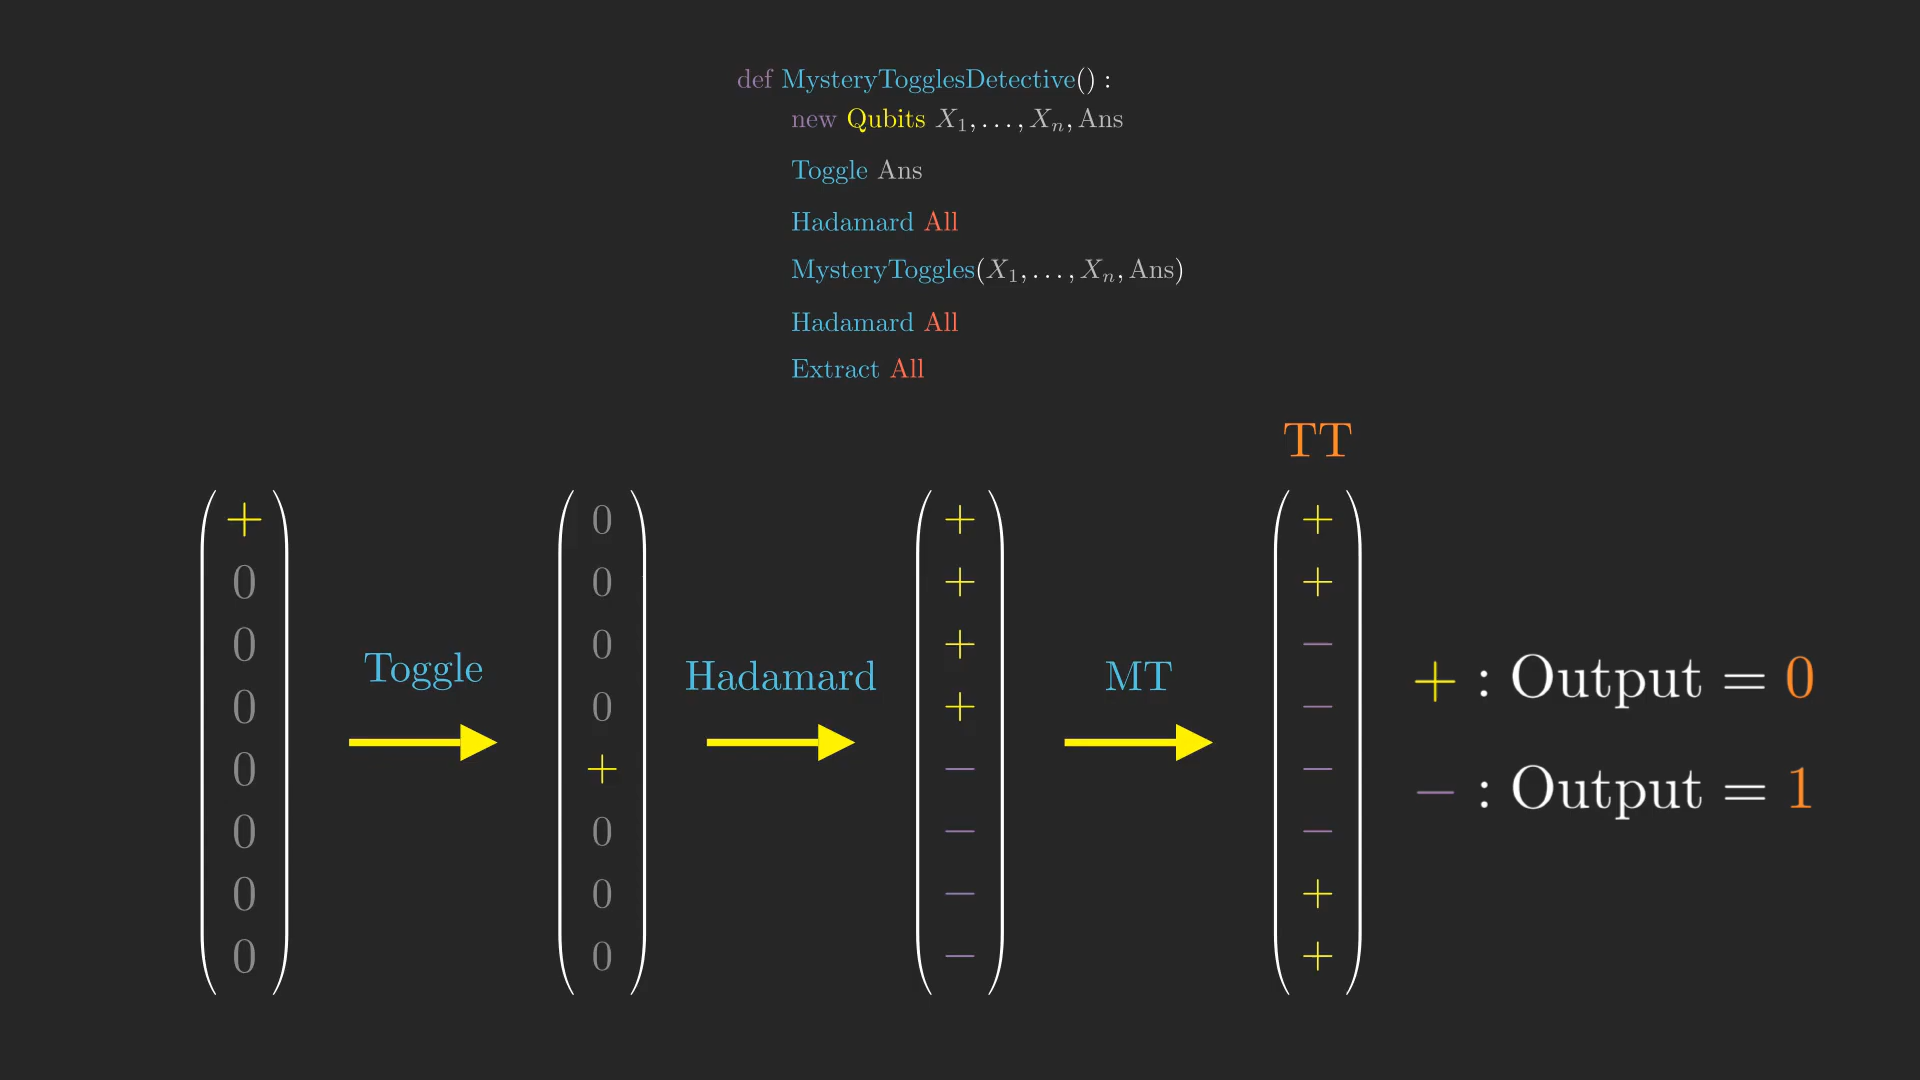 def MysteryTogglesDetective() :
new Qubits X₁, . . . , Xₙ, Ans
Toggle Ans
Hadamard All
MysteryToggles(X₁, . . . , Xₙ, Ans)
Hadamard All
Extract All
TT
+ 0 + +
0 0 + +
0 0 + −
0 0 + −
0 + − −
0 0 − −
0 0 − +
0 0 − +
Toggle Hadamard MT
+ : Output = 0
− : Output = 1